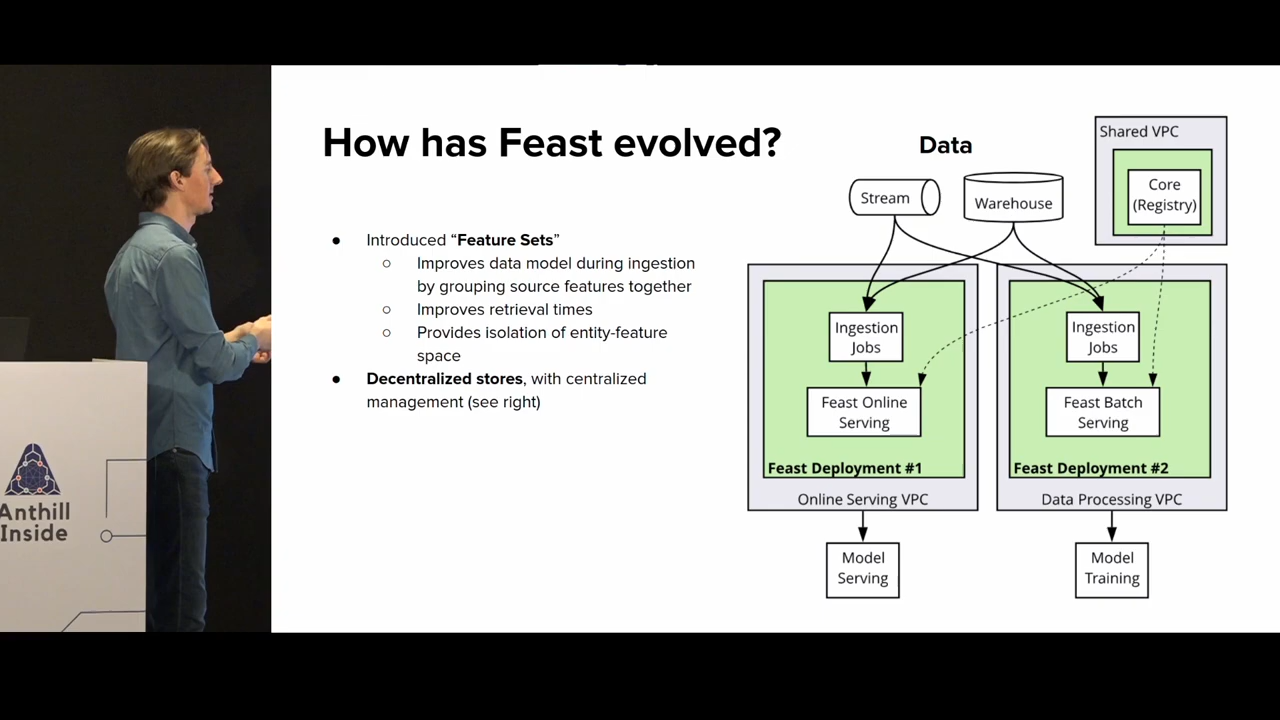 How has Feast evolved?
● Introduced “Feature Sets”
○ Improves data model during ingestion
by grouping source features together
○ Improves retrieval times
○ Provides isolation of entity-feature
space
● Decentralized stores, with centralized
management (see right)
Data
Stream
Warehouse
Shared VPC
Core
(Registry)
Ingestion
Jobs
Feast Online
Serving
Feast Deployment #1
Online Serving VPC
Model
Serving
Ingestion
Jobs
Feast Batch
Serving
Feast Deployment #2
Data Processing VPC
Model
Training
Anthill
Inside